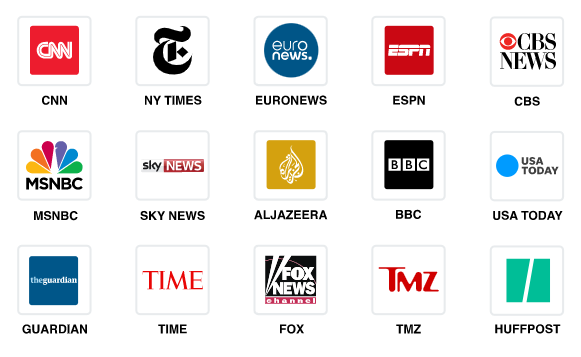 CNN
T
euro
news.
ESPN
CBS
NEWS
CNN
NY TIMES
EURONEWS
ESPN
CBS
MSNBC
sky NEWS
BBC
USA
TODAY
MSNBC
SKY NEWS
ALJAZEERA
BBC
USA TODAY
theguardian
TIME
FOX
NEWS
channel
TMZ
GUARDIAN
TIME
FOX
TMZ
HUFFPOST